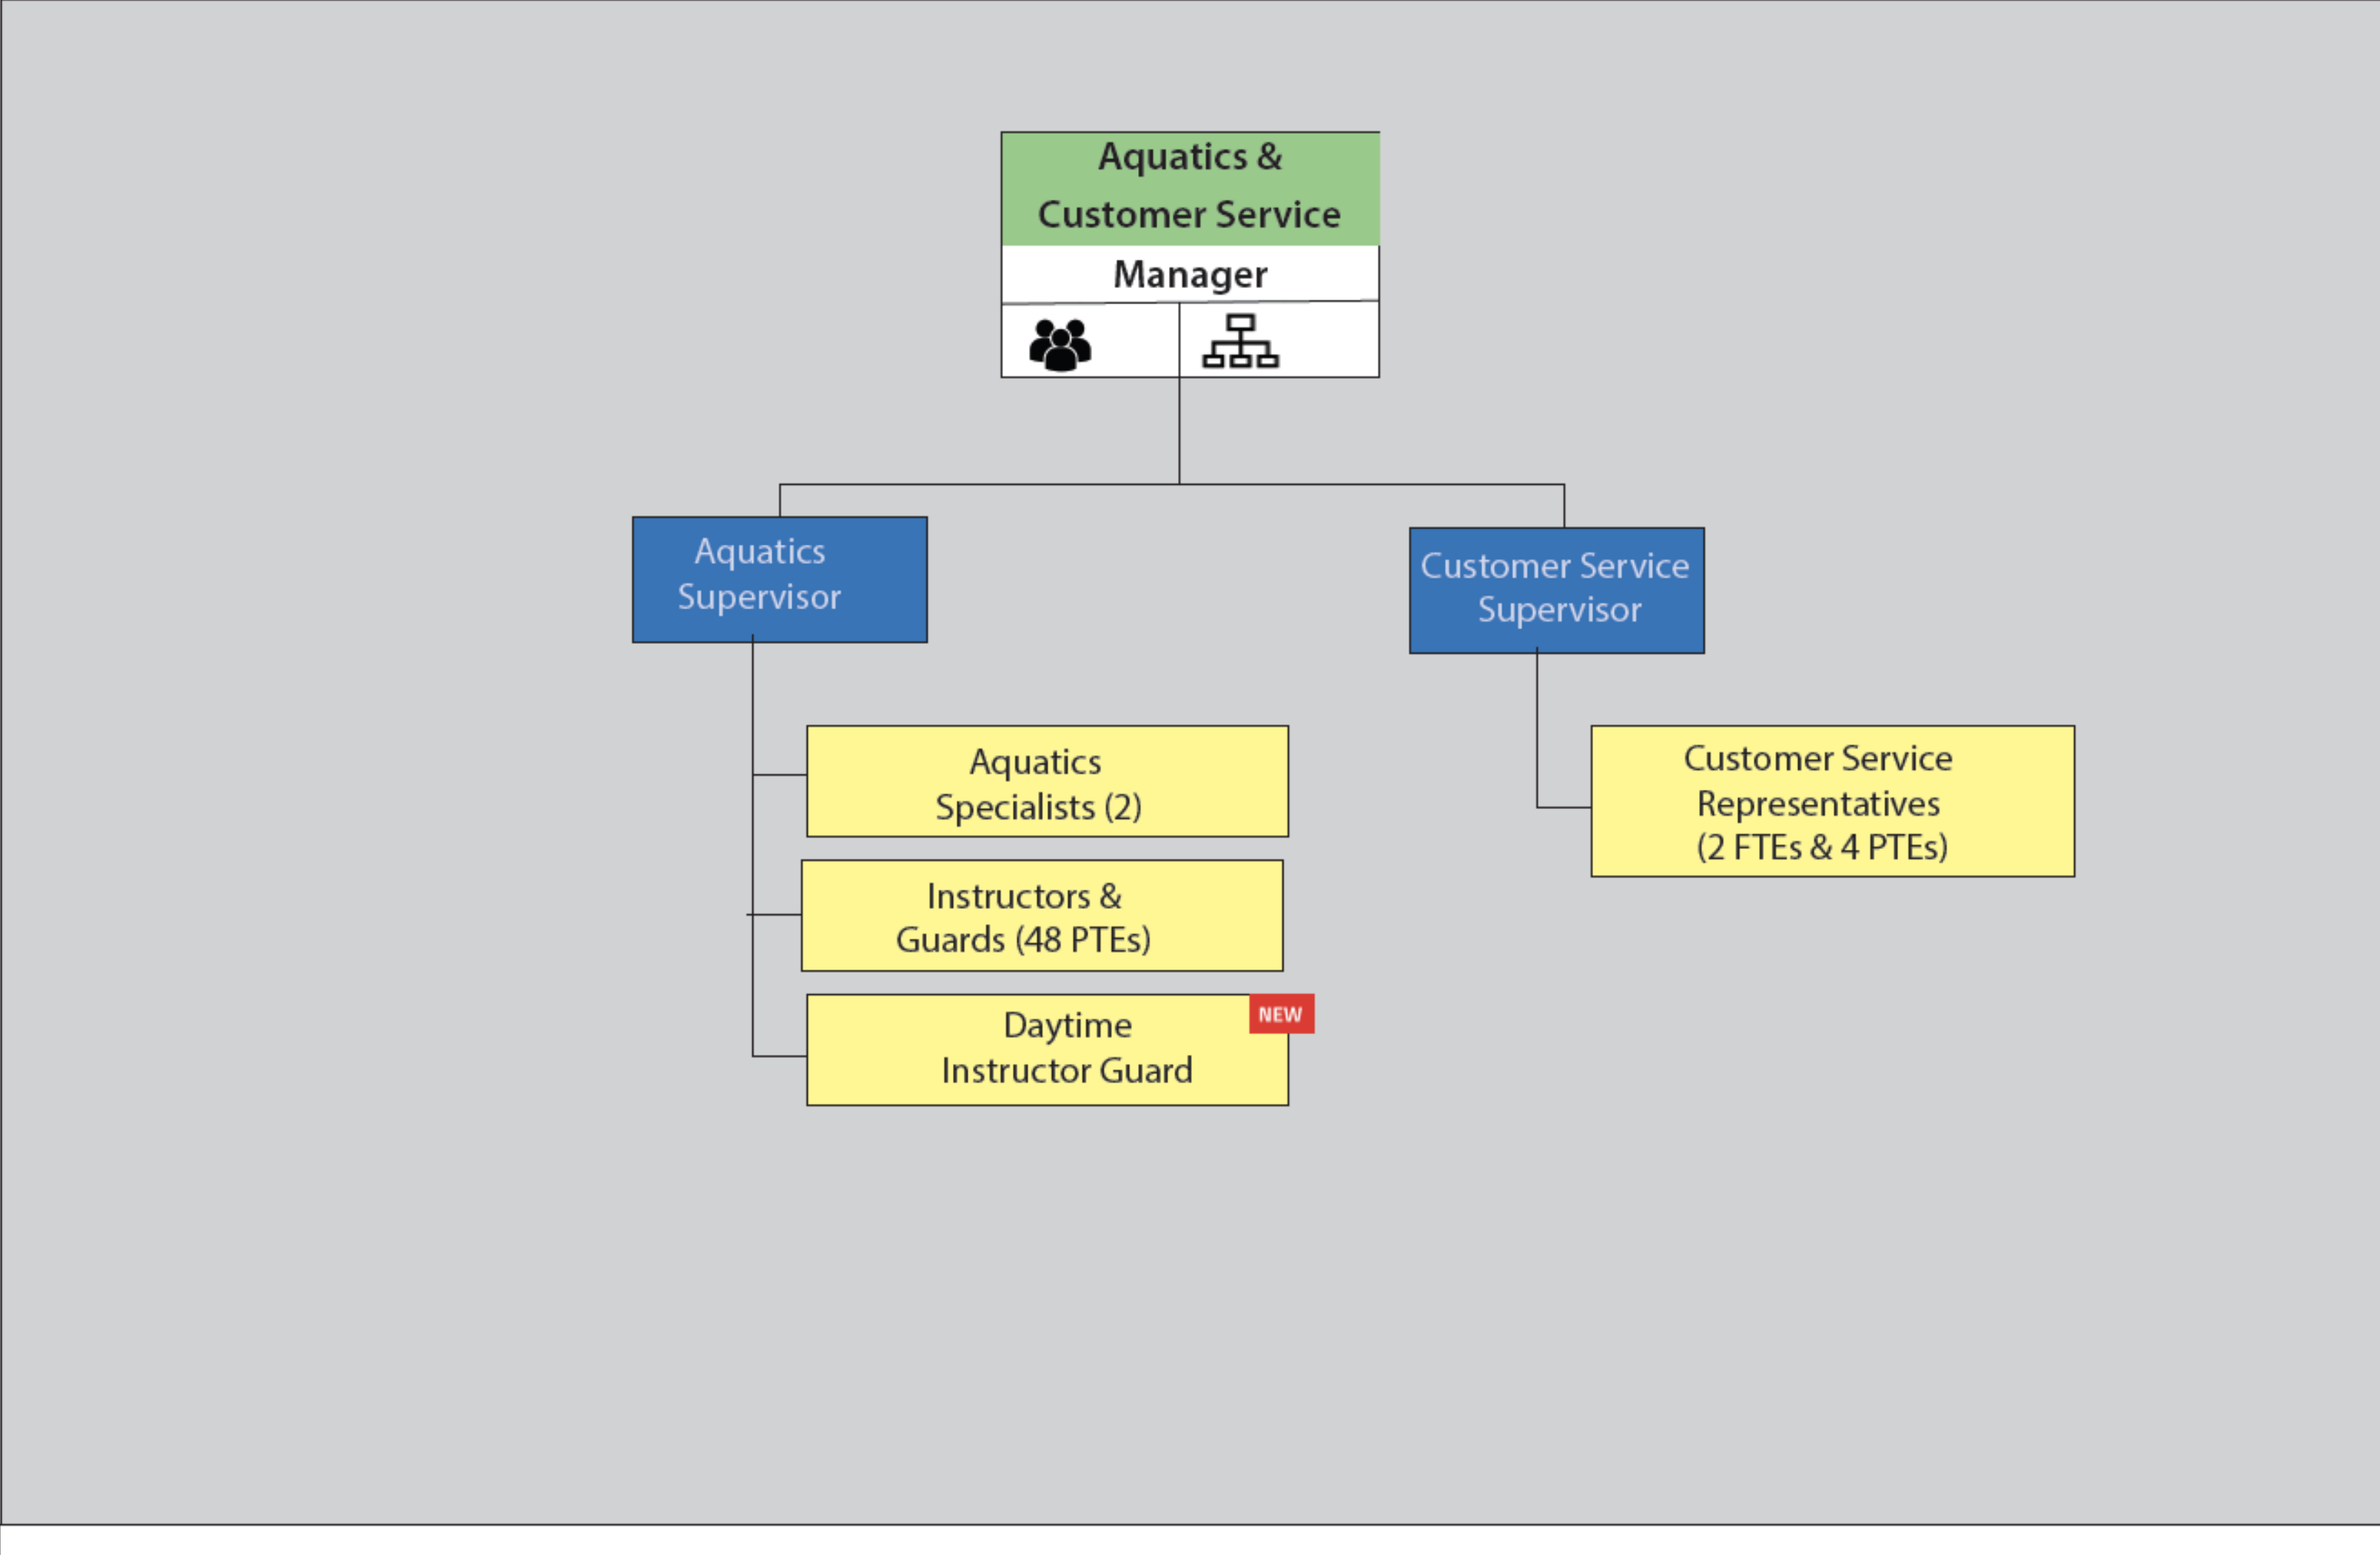 Aquatics &
Customer Service
Manager
Aquatics
Supervisor
Customer Service
Supervisor
Aquatics
Specialists (2)
Instructors &
Guards (48 PTEs)
Daytime
Instructor Guard
NEW
Customer Service
Representatives
(2 FTEs & 4 PTEs)